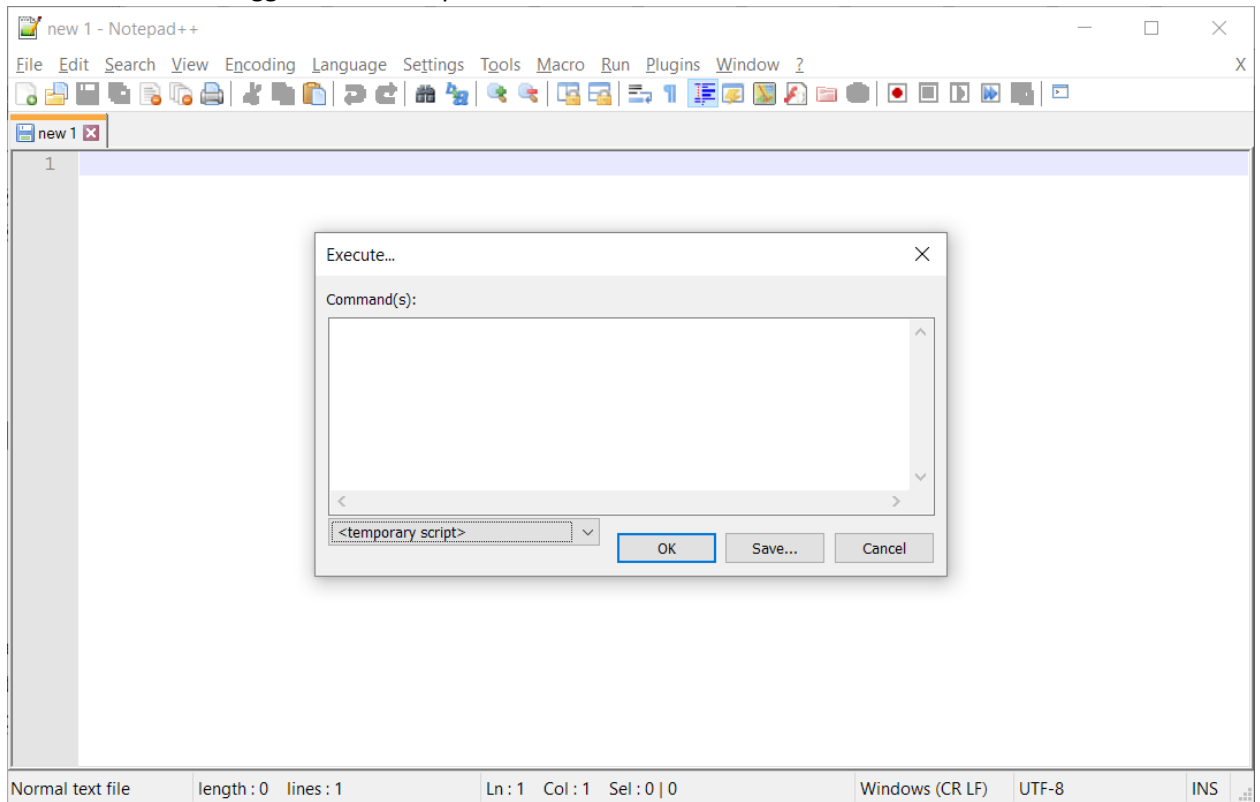 new 1 - Notepad++
File Edit Search View Encoding Language Settings Tools Macro Run Plugins Window ? X
new 1
1
Execute...
Command(s):
<temporary script>
OK Save... Cancel
Normal text file length : 0 lines : 1 Ln : 1 Col : 1 Sel : 0 | 0 Windows (CR LF) UTF-8 INS